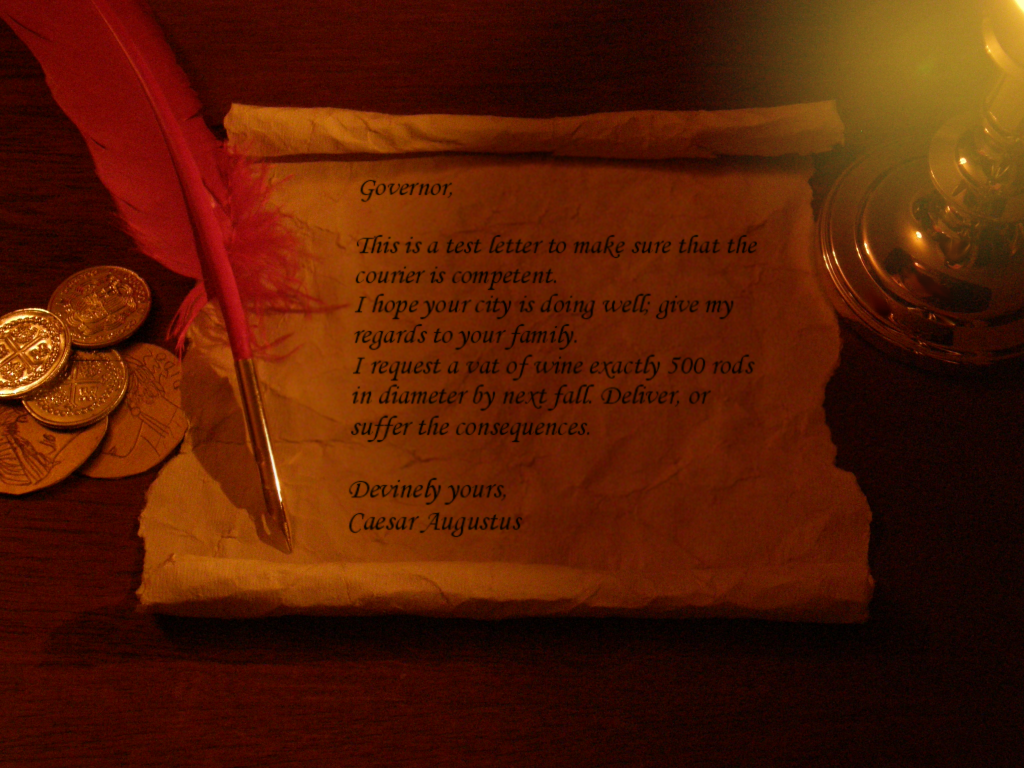 Governor,
This is a test letter to make sure that the
courier is competent.
I hope your city is doing well; give my
regards to your family.
I request a vat of wine exactly 500 rods
in diameter by next fall. Deliver, or
suffer the consequences.
Devinely yours,
Caesar Augustus